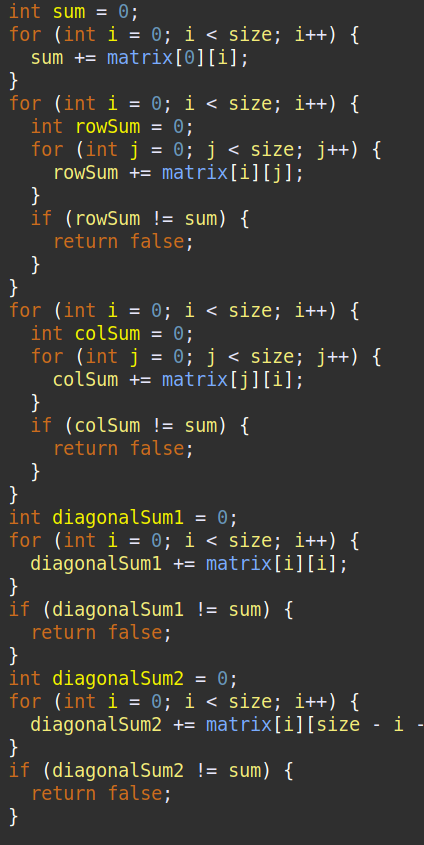 int sum = 0;
for (int i = 0; i < size; i++) {
  sum += matrix[0][i];
}
for (int i = 0; i < size; i++) {
  int rowSum = 0;
  for (int j = 0; j < size; j++) {
    rowSum += matrix[i][j];
  }
  if (rowSum != sum) {
    return false;
  }
}
for (int i = 0; i < size; i++) {
  int colSum = 0;
  for (int j = 0; j < size; j++) {
    colSum += matrix[j][i];
  }
  if (colSum != sum) {
    return false;
  }
}
int diagonalSum1 = 0;
for (int i = 0; i < size; i++) {
  diagonalSum1 += matrix[i][i];
}
if (diagonalSum1 != sum) {
  return false;
}
int diagonalSum2 = 0;
for (int i = 0; i < size; i++) {
  diagonalSum2 += matrix[i][size - i -
}
if (diagonalSum2 != sum) {
  return false;
}